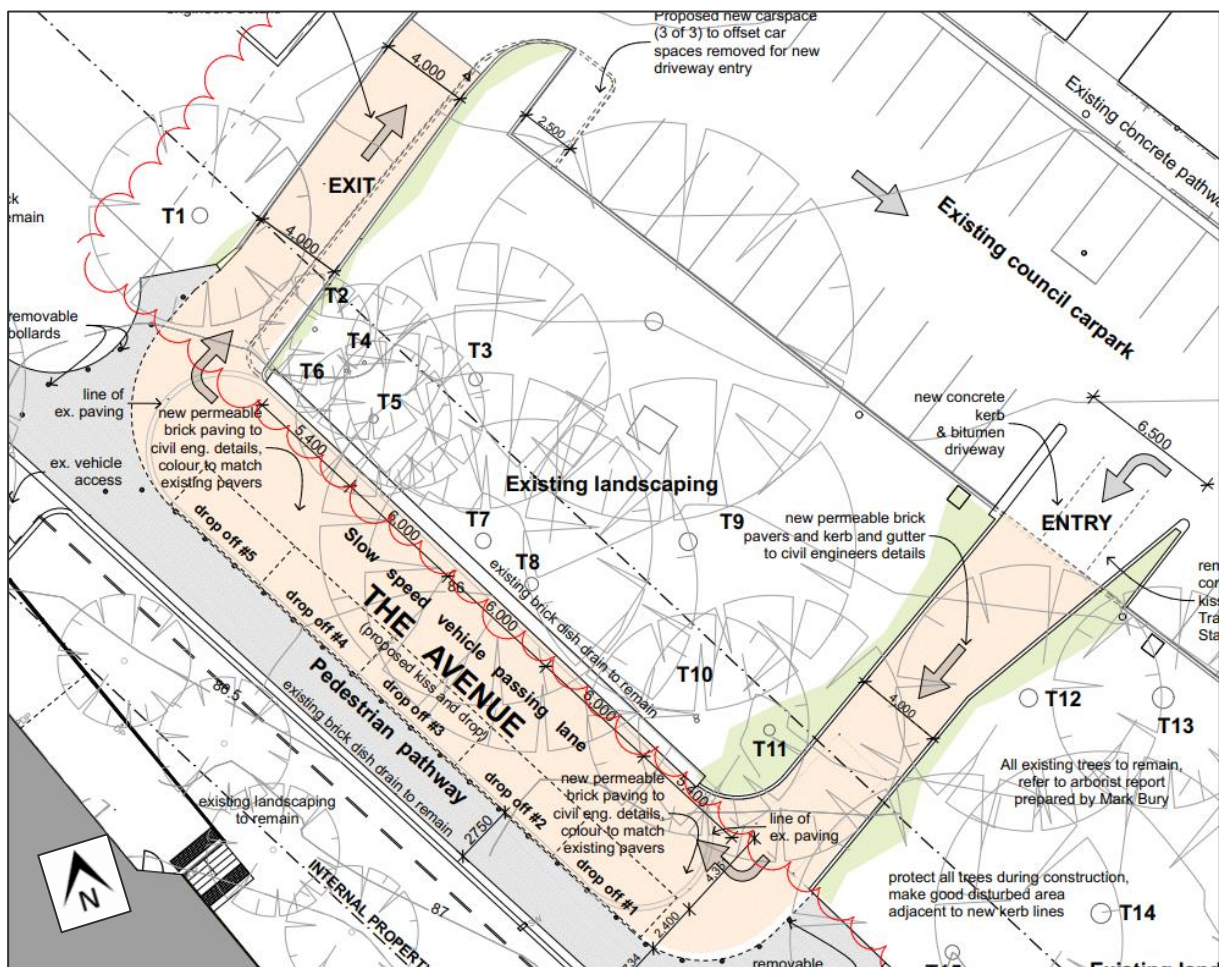 Proposed new carspace
(3 of 3) to offset car
spaces removed for new
driveway entry
4,000
2,500
EXIT
T1
4,000
Existing concrete pathway
Existing council carpark
removable
bollards
T2
T4
T3
T6
T5
line of
ex. paving
new permeable
brick paving to
civil eng. details,
colour to match
existing pavers
ex. vehicle
access
5,400
new concrete
kerb
& bitumen
driveway
6,500
Existing landscaping
ENTRY
T7
T8
T9
new permeable brick
pavers and kerb and gutter
to civil engineers details
6,000
86
existing brick dish drain to remain
Slow speed vehicle passing lane
THE AVENUE
(proposed kiss and drop)
6,000
6,000
5,400
drop off #5
drop off #4
drop off #3
drop off #2
drop off #1
Pedestrian pathway
existing brick dish drain to remain
86.5
T10
T11
4,000
T12
T13
All existing trees to remain,
refer to arborist report
prepared by Mark Bury
existing landscaping
to remain
new permeable
brick paving to
civil eng. details,
colour to match
existing pavers
line of
ex. paving
2750
2,400
INTERNAL PROPERT
87
N
protect all trees during construction,
make good disturbed area
adjacent to new kerb lines
T14
removable